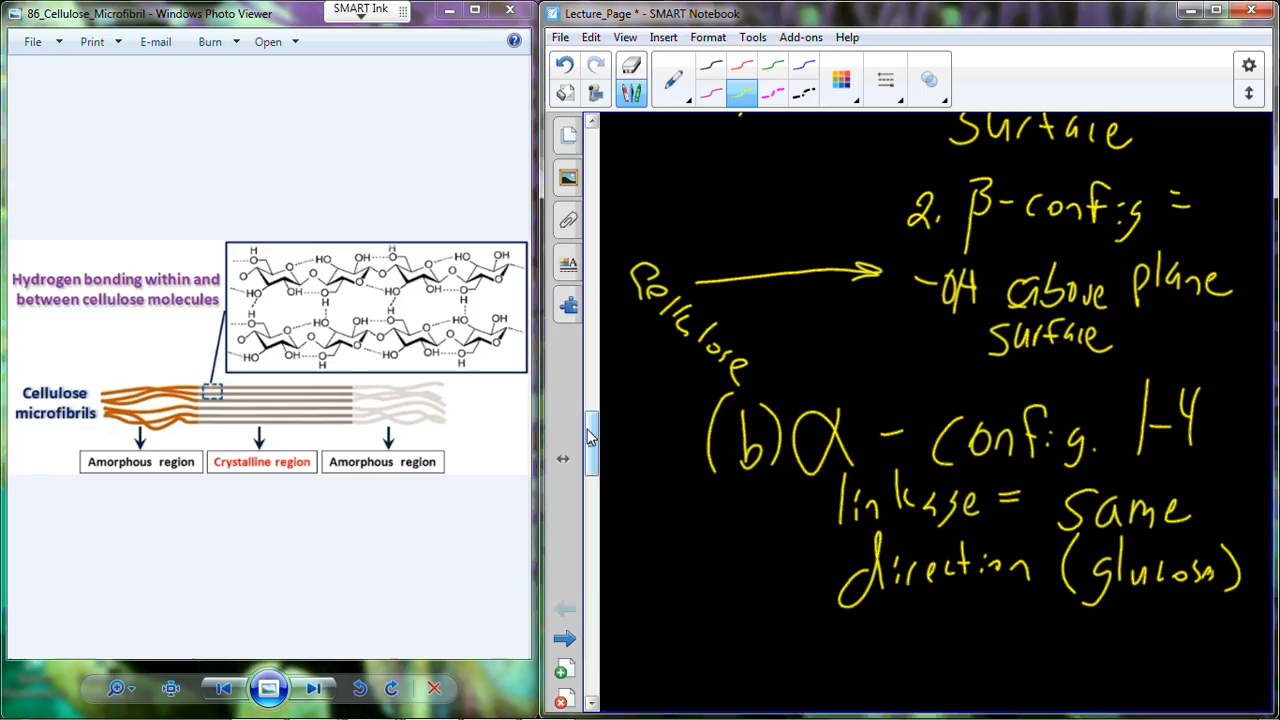 86_Cellulose_Microfibril - Windows Photo Viewer
SMART Ink
File Print E-mail Burn Open
Hydrogen bonding within and
between cellulose molecules
Cellulose
microfibrils
Amorphous region
Crystalline region
Amorphous region
Lecture_Page * - SMART Notebook
File Edit View Insert Format Tools Add-ons Help
surface
2. β-config =
-OH above plane
surface
Cellulose
(b) α - config. 1-4
linkage = same
direction (glucose)